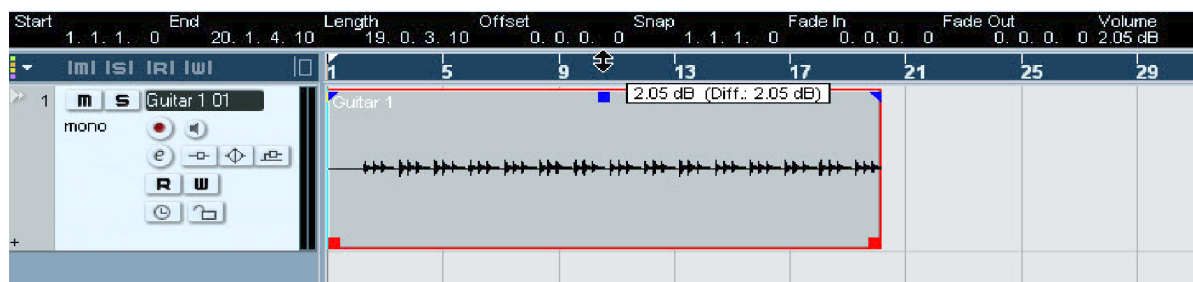 Start End Length Offset Snap Fade In Fade Out Volume
1. 1. 1. 0 20. 1. 4. 10 19. 0. 3. 10 0. 0. 0. 0 1. 1. 1. 0 0. 0. 0. 0 0. 0. 0. 0 2.05 dB
|m| |S| |R| |W| 1 5 9 13 17 21 25 29
1 m S Guitar 1 01 Guitar 1 2.05 dB (Diff.: 2.05 dB)
mono
e
R W
+